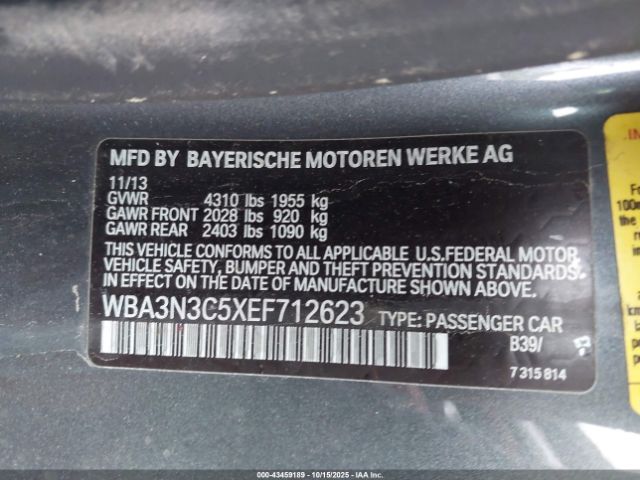 MFD BY BAYERISCHE MOTOREN WERKE AG
11/13
GVWR 4310 lbs 1955 kg
GAWR FRONT 2028 lbs 920 kg
GAWR REAR 2403 lbs 1090 kg
THIS VEHICLE CONFORMS TO ALL APPLICABLE U.S.FEDERAL MOTOR
VEHICLE SAFETY, BUMPER AND THEFT PREVENTION STANDARDS
IN EFFECT ON THE DATE OF MANUFACTURE SHOWN ABOVE.
WBA3N3C5XEF712623 TYPE: PASSENGER CAR
B39/
7 315 814
000-43459189 - 10/15/2025 - IAA Inc.